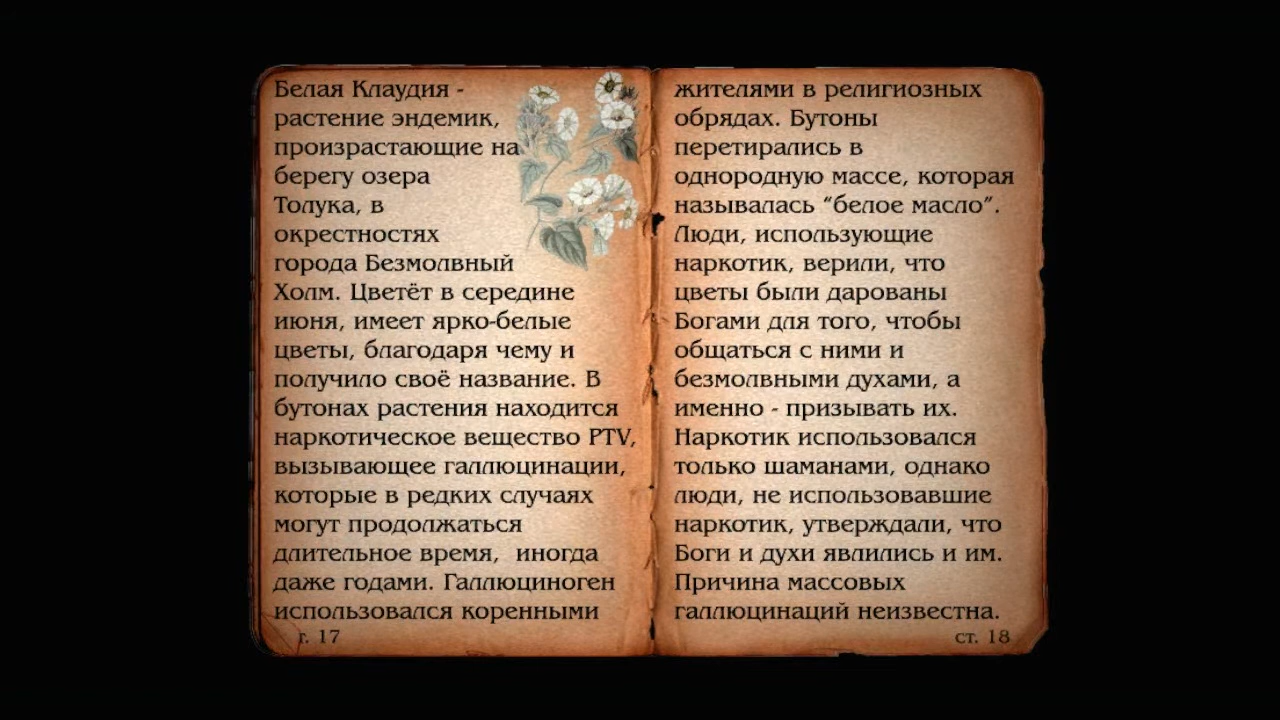 Белая Клаудия -
растение эндемик,
произрастающие на
берегу озера
Толука, в
окрестностях
города Безмолвный
Холм. Цветёт в середине
июня, имеет ярко-белые
цветы, благодаря чему и
получило своё название. В
бутонах растения находится
наркотическое вещество PTV,
вызывающее галлюцинации,
которые в редких случаях
могут продолжаться
длительное время,  иногда
даже годами. Галлюциноген
использовался коренными
т. 17
жителями в религиозных
обрядах. Бутоны
перетирались в
однородную массе, которая
называлась “белое масло”.
Люди, использующие
наркотик, верили, что
цветы были дарованы
Богами для того, чтобы
общаться с ними и
безмолвными духами, а
именно - призывать их.
Наркотик использовался
только шаманами, однако
люди, не использовавшие
наркотик, утверждали, что
Боги и духи явлились и им.
Причина массовых
галлюцинаций неизвестна.
ст. 18